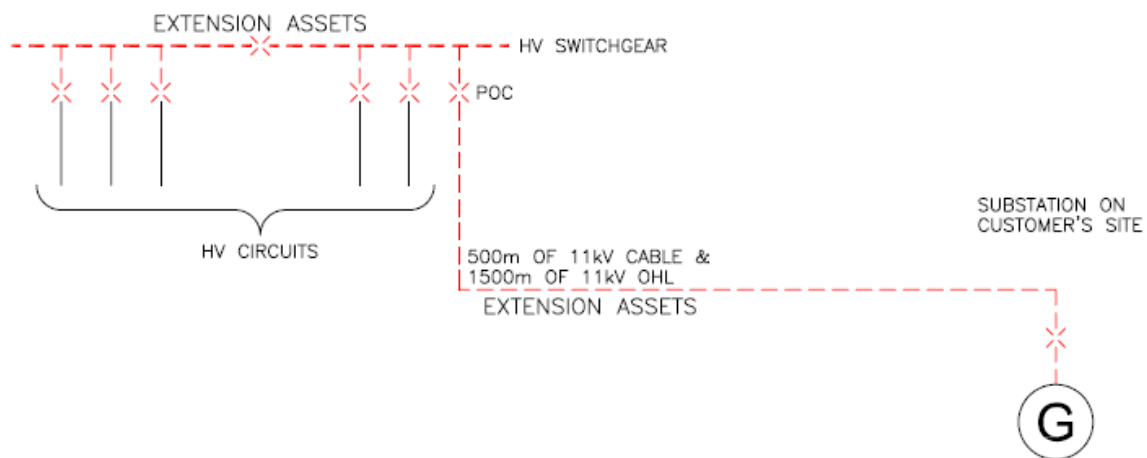 EXTENSION ASSETS
HV SWITCHGEAR
POC
HV CIRCUITS
SUBSTATION ON
CUSTOMER'S SITE
500m OF 11kV CABLE &
1500m OF 11kV OHL
EXTENSION ASSETS
G